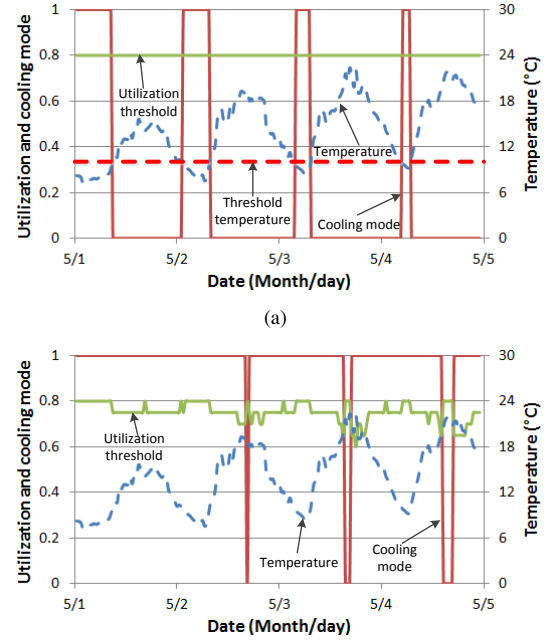 1
0.8
0.6
0.4
0.2
0
Utilization and cooling mode
30
24
18
12
6
0
Temperature (°C)
Utilization
threshold
Temperature
Threshold
temperature
Cooling mode
5/1
5/2
5/3
5/4
5/5
Date (Month/day)
(a)
1
0.8
0.6
0.4
0.2
0
Utilization and cooling mode
30
24
18
12
6
0
Temperature (°C)
Utilization
threshold
Temperature
Cooling
mode
5/1
5/2
5/3
5/4
5/5
Date (Month/day)